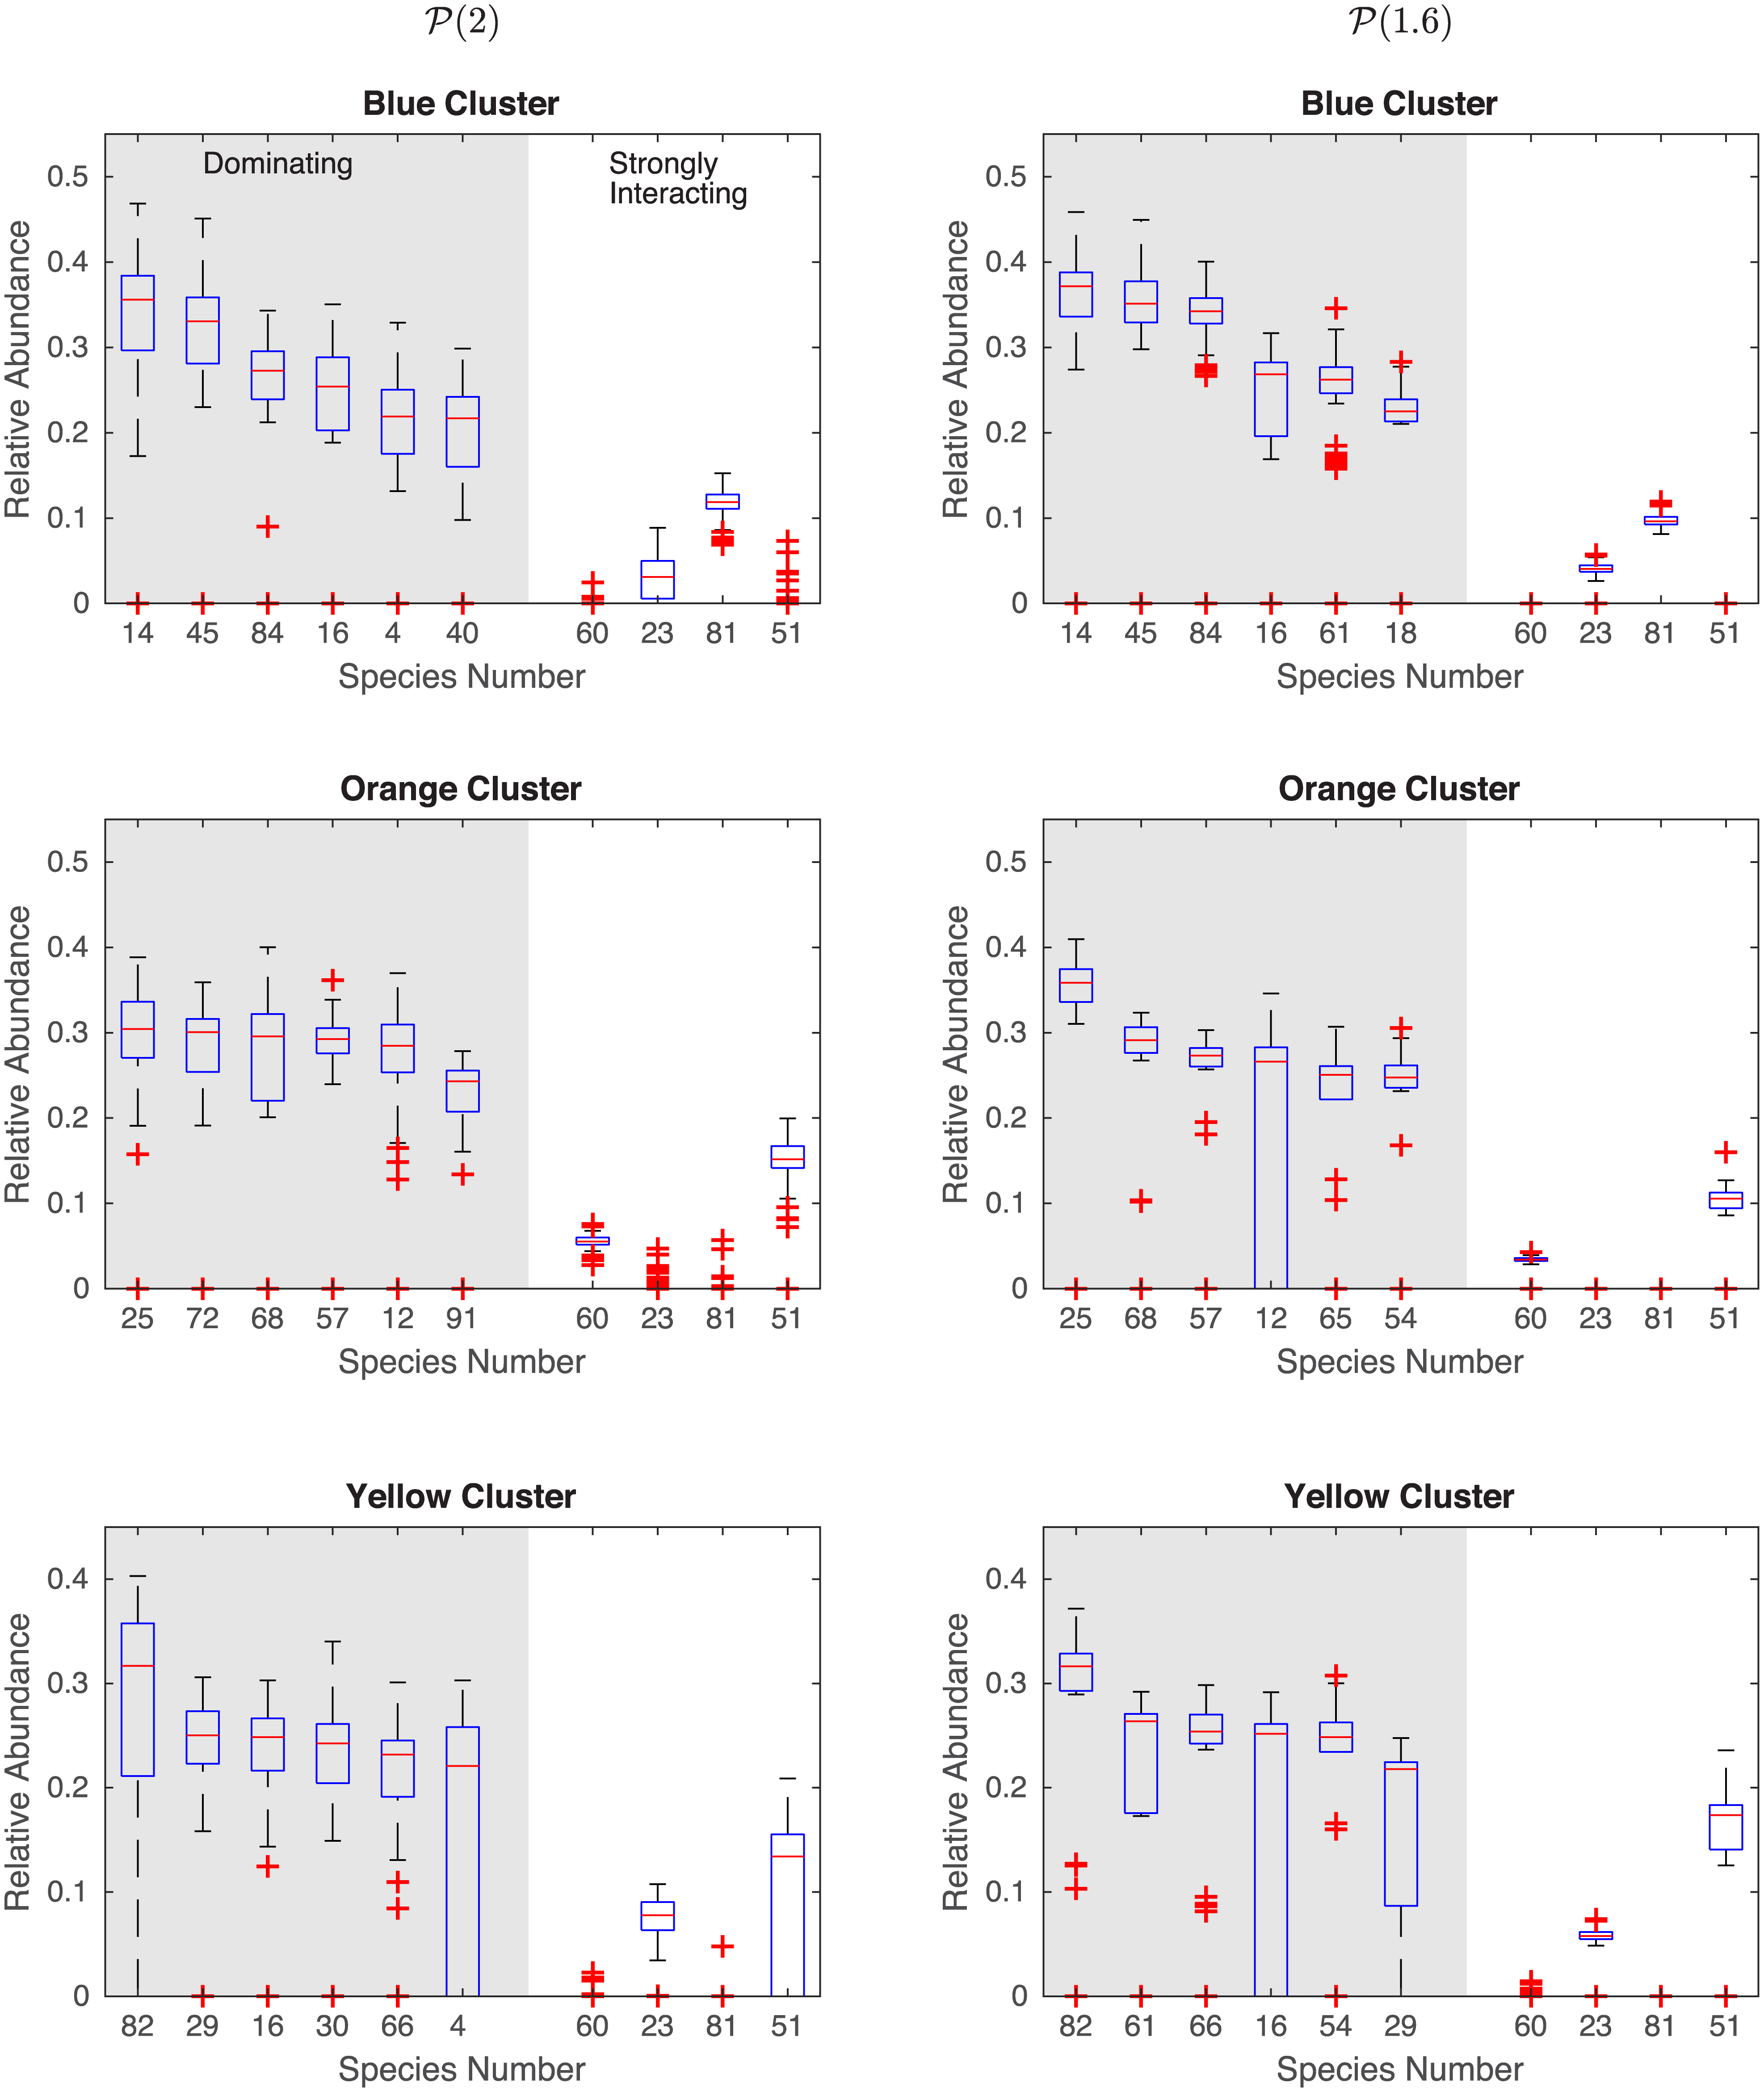 𝒫(2)
𝒫(1.6)
Blue Cluster
Dominating
Strongly
Interacting
Relative Abundance
0.5
0.4
0.3
0.2
0.1
0
14 45 84 16 4 40 60 23 81 51
Species Number
Blue Cluster
Relative Abundance
0.5
0.4
0.3
0.2
0.1
0
14 45 84 16 61 18 60 23 81 51
Species Number
Orange Cluster
Relative Abundance
0.5
0.4
0.3
0.2
0.1
0
25 72 68 57 12 91 60 23 81 51
Species Number
Orange Cluster
Relative Abundance
0.5
0.4
0.3
0.2
0.1
0
25 68 57 12 65 54 60 23 81 51
Species Number
Yellow Cluster
Relative Abundance
0.4
0.3
0.2
0.1
0
82 29 16 30 66 4 60 23 81 51
Species Number
Yellow Cluster
Relative Abundance
0.4
0.3
0.2
0.1
0
82 61 66 16 54 29 60 23 81 51
Species Number